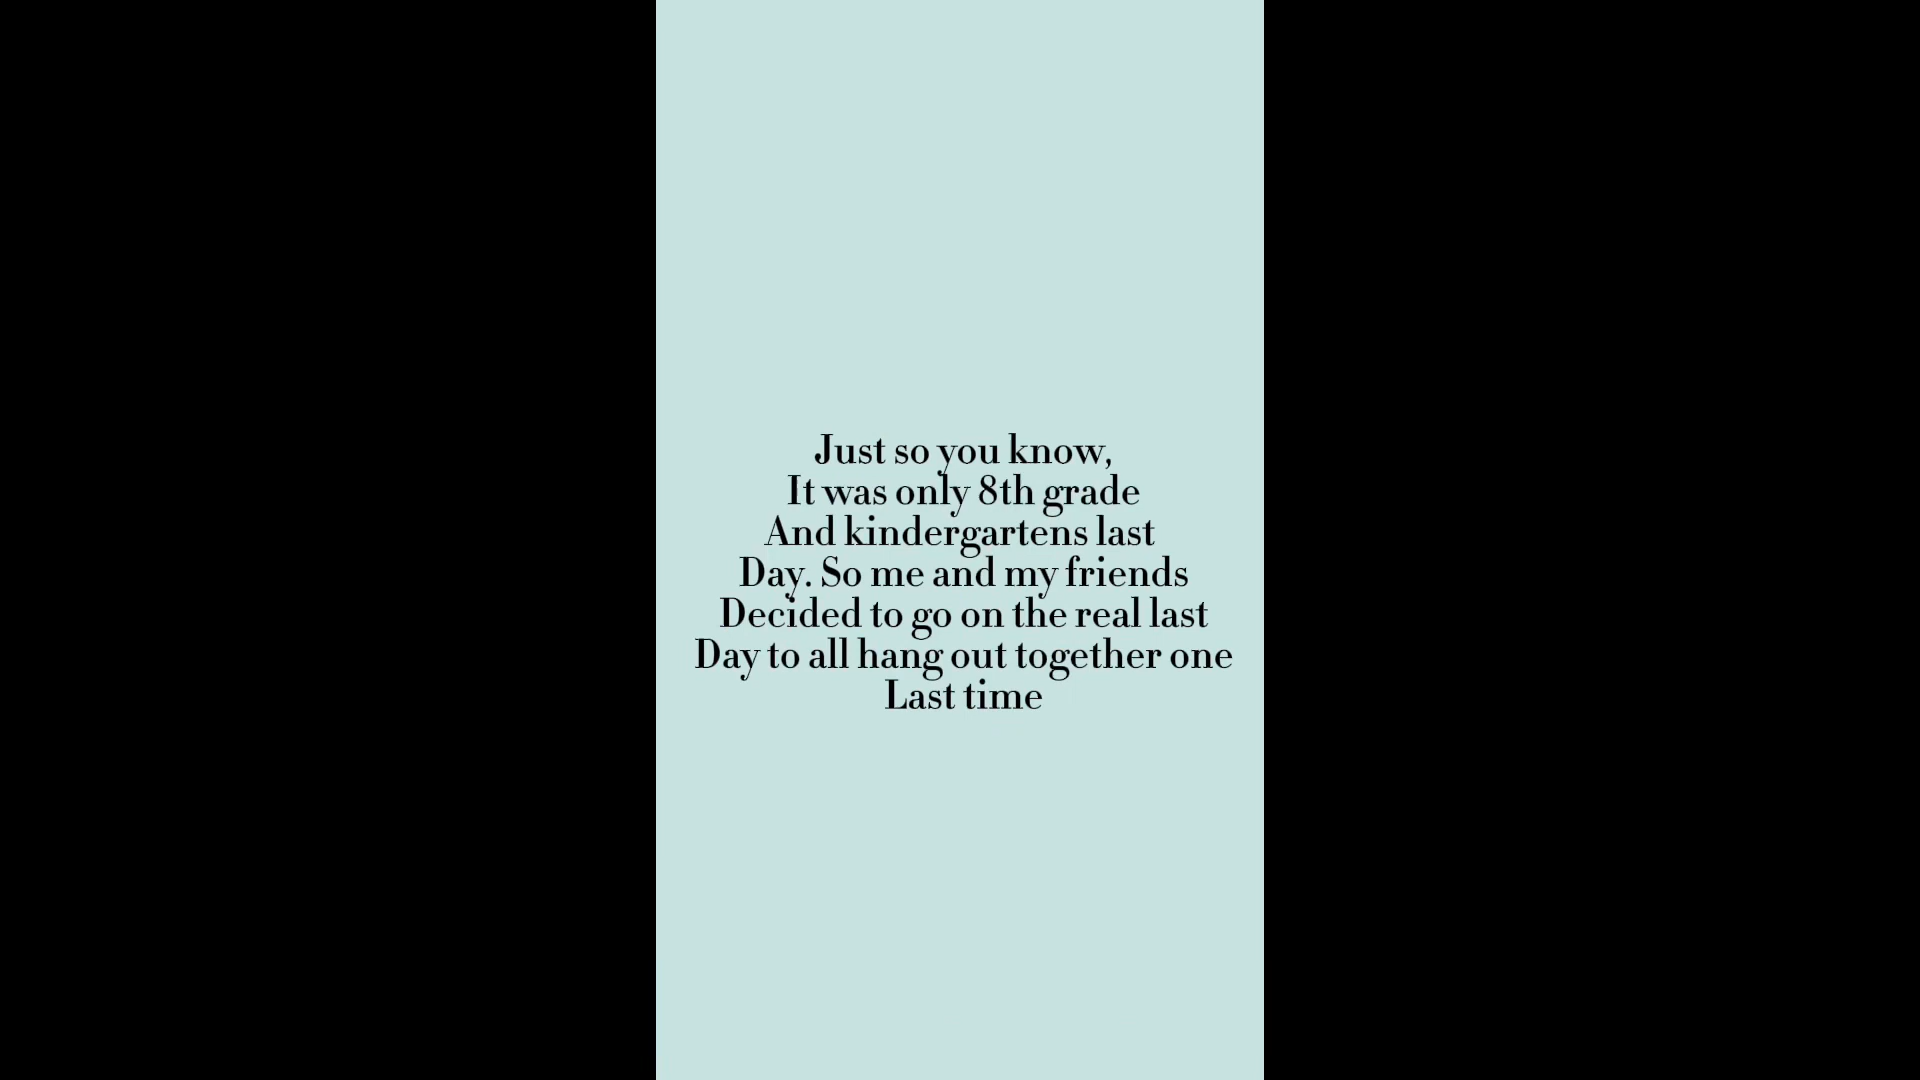 Just so you know,
It was only 8th grade
And kindergartens last
Day. So me and my friends
Decided to go on the real last
Day to all hang out together one
Last time